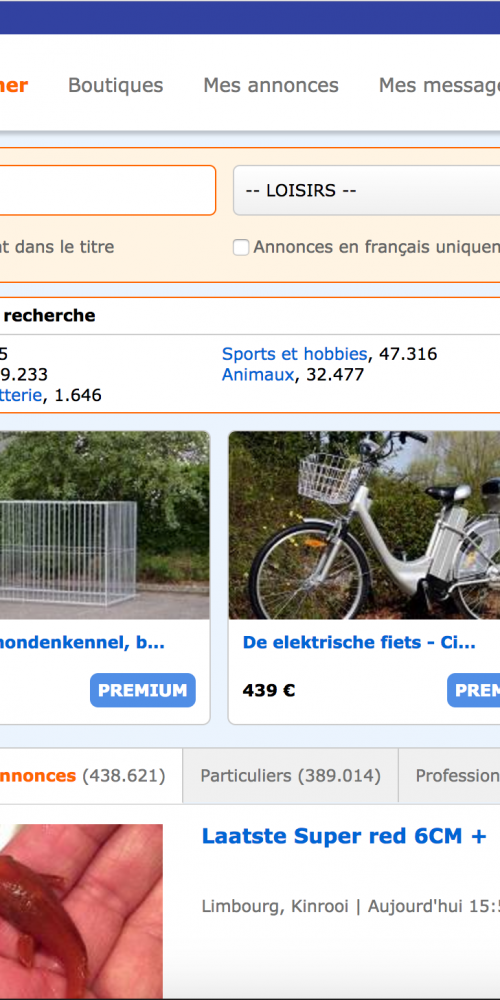 ner Boutiques Mes annonces Mes message
-- LOISIRS --
t dans le titre Annonces en français uniquem
recherche
5 Sports et hobbies, 47.316
9.233 Animaux, 32.477
tterie, 1.646
hondenkennel, b... De elektrische fiets - Ci...
PREMIUM 439 € PREM
nnonces (438.621) Particuliers (389.014) Profession
Laatste Super red 6CM +
Limbourg, Kinrooi | Aujourd'hui 15:5